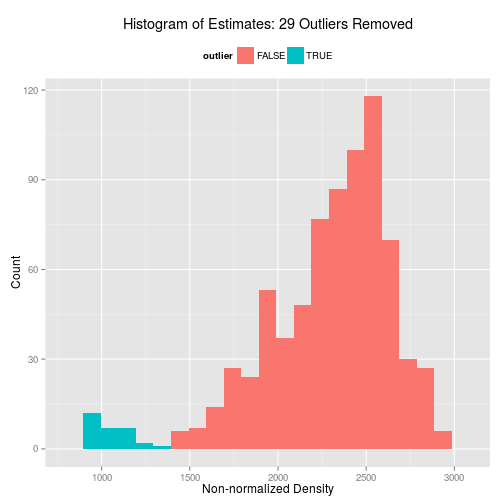 Histogram of Estimates: 29 Outliers Removed
outlier FALSE TRUE
120
90
60
30
0
Count
1000 1500 2000 2500 3000
Non-normalized Density